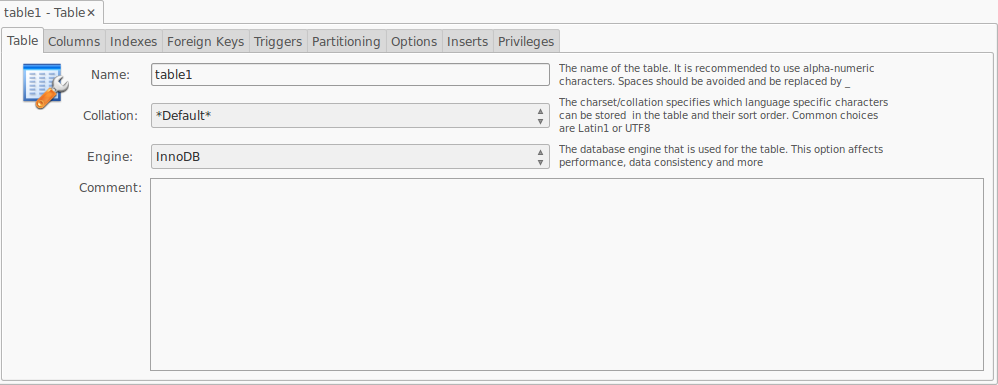 table1 - Table×
Table Columns Indexes Foreign Keys Triggers Partitioning Options Inserts Privileges
Name: table1
The name of the table. It is recommended to use alpha-numeric
characters. Spaces should be avoided and be replaced by _
Collation: *Default*
The charset/collation specifies which language specific characters
can be stored  in the table and their sort order. Common choices
are Latin1 or UTF8
Engine: InnoDB
The database engine that is used for the table. This option affects
performance, data consistency and more
Comment: